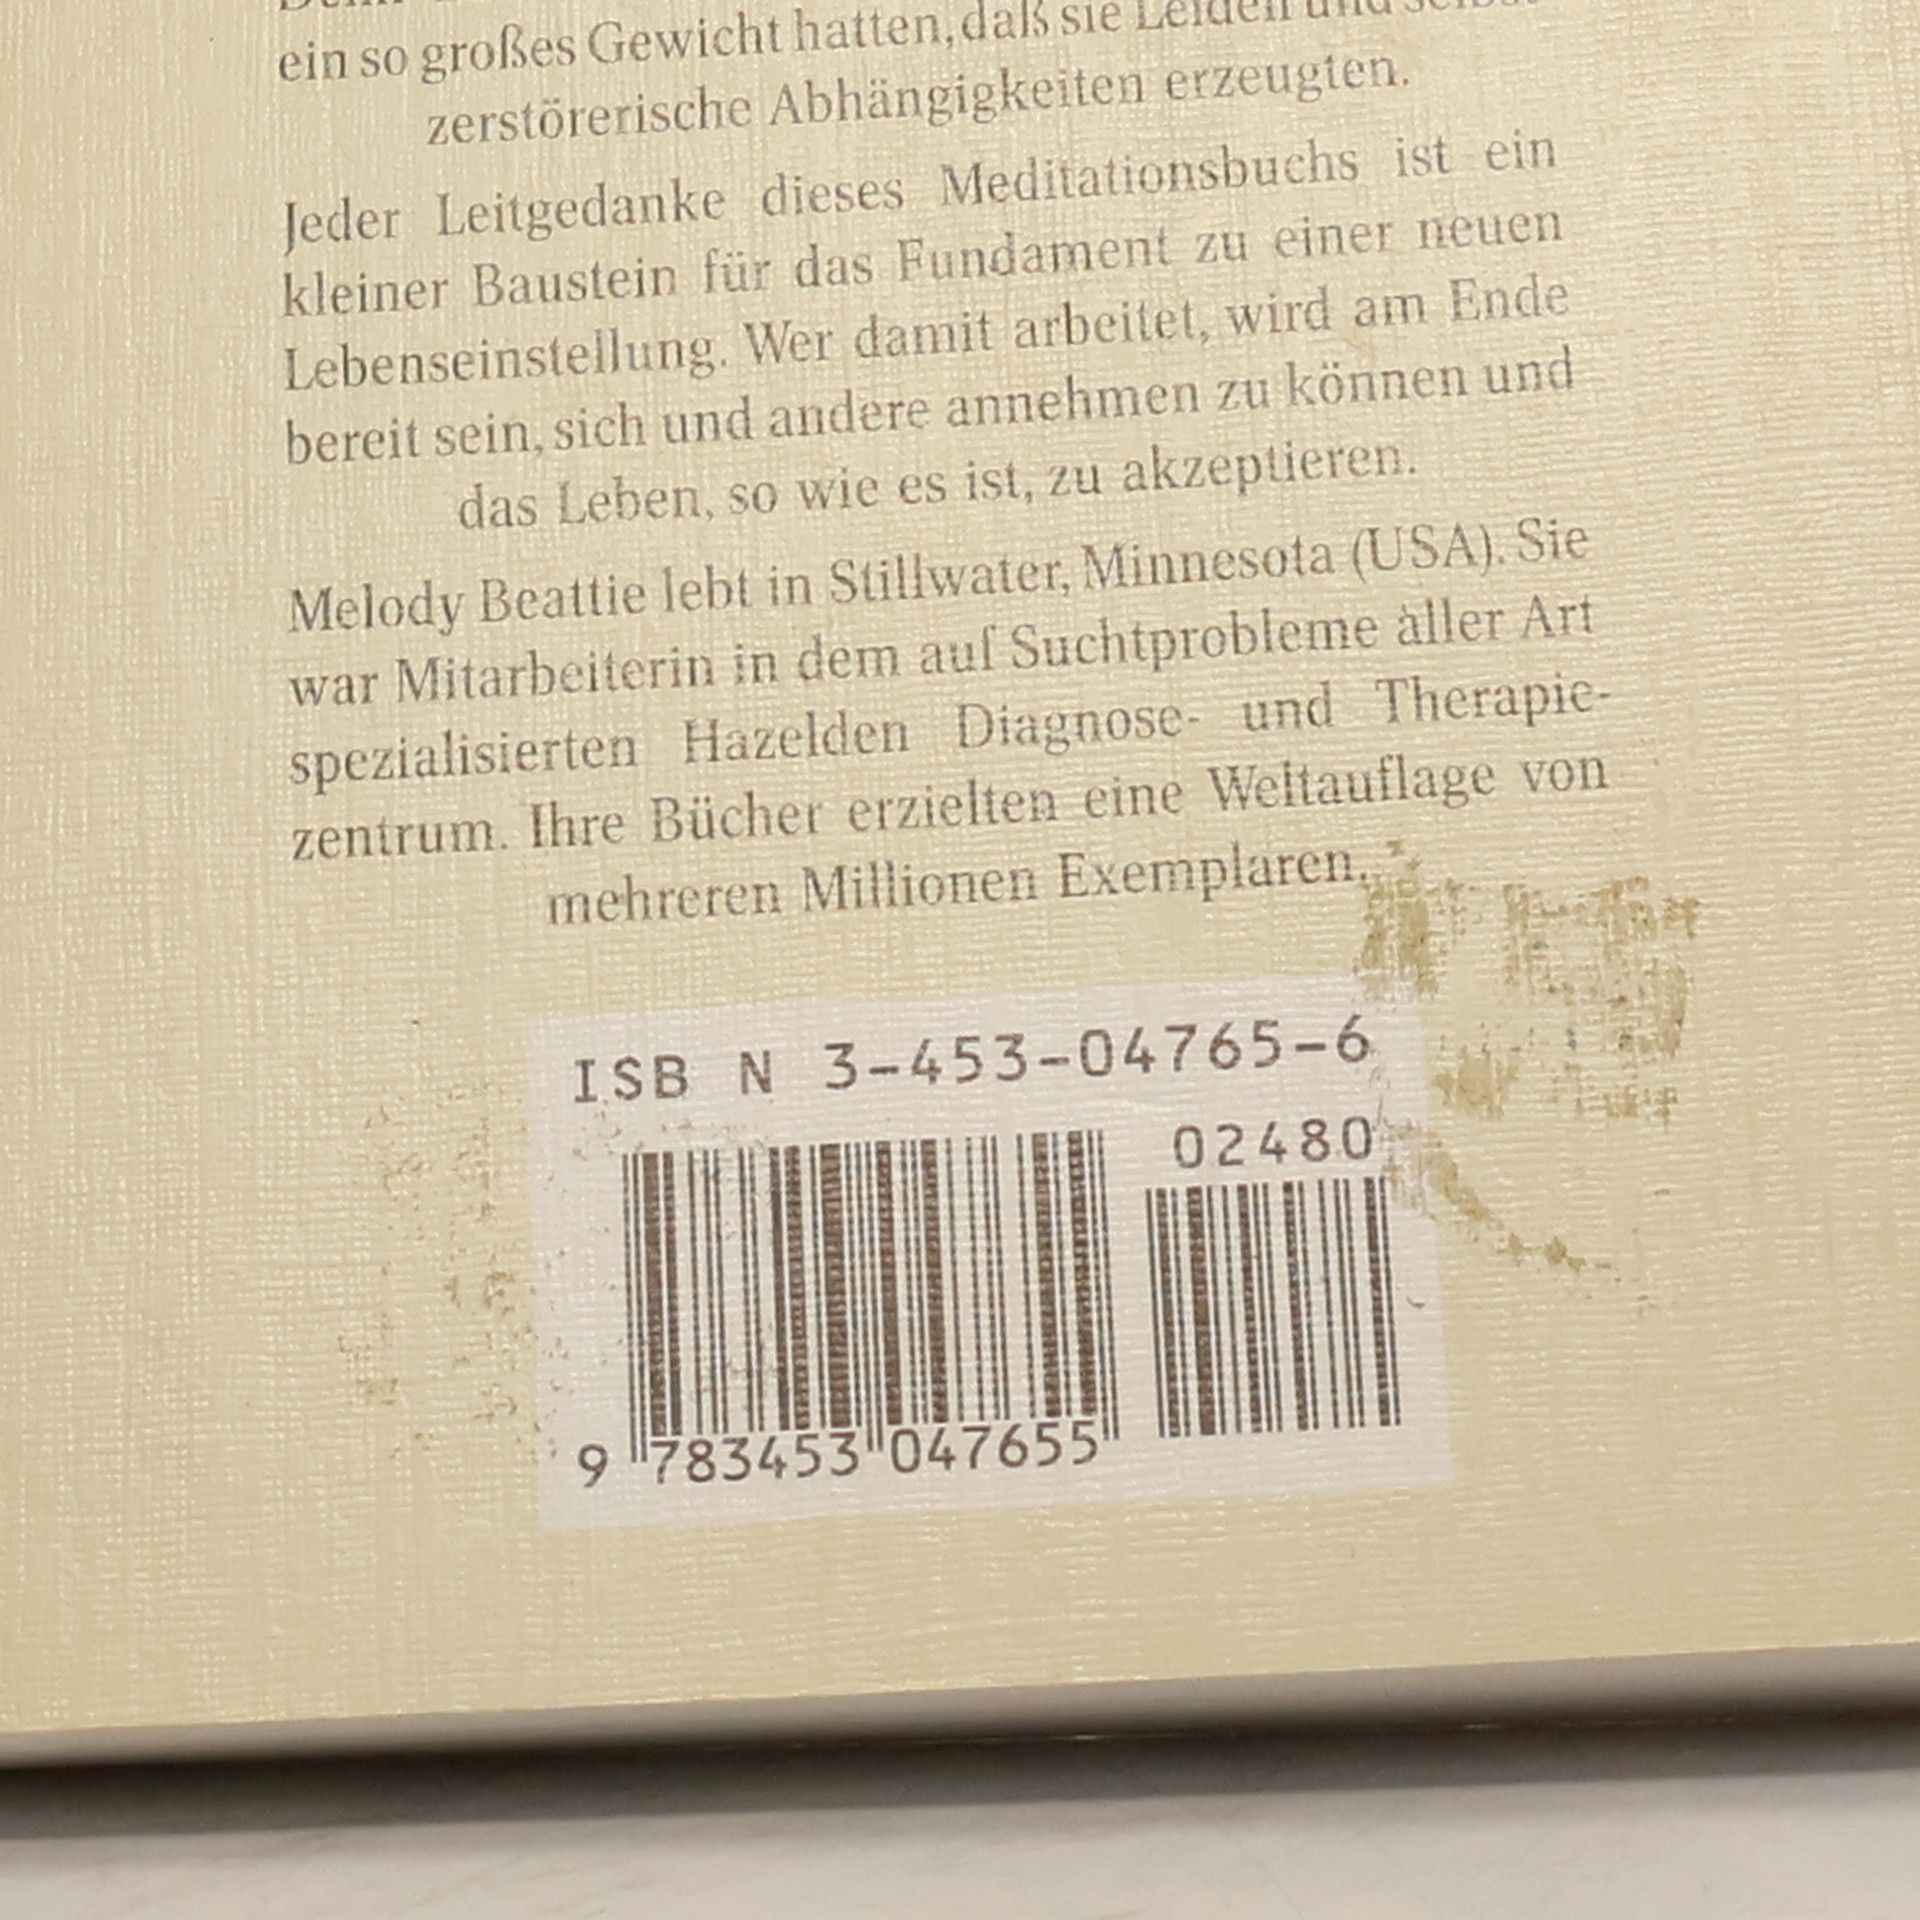 ein so großes Gewicht hatten, daß sie Leiden und selbst-
zerstörerische Abhängigkeiten erzeugten.
Jeder Leitgedanke dieses Meditationsbuchs ist ein
kleiner Baustein für das Fundament zu einer neuen
Lebenseinstellung. Wer damit arbeitet, wird am Ende
bereit sein, sich und andere annehmen zu können und
das Leben, so wie es ist, zu akzeptieren.
Melody Beattie lebt in Stillwater, Minnesota (USA). Sie
war Mitarbeiterin in dem auf Suchtprobleme aller Art
spezialisierten Hazelden Diagnose- und Therapie-
zentrum. Ihre Bücher erzielten eine Weltauflage von
mehreren Millionen Exemplaren.
ISB N 3-453-04765-6
02480
9 783453 047655